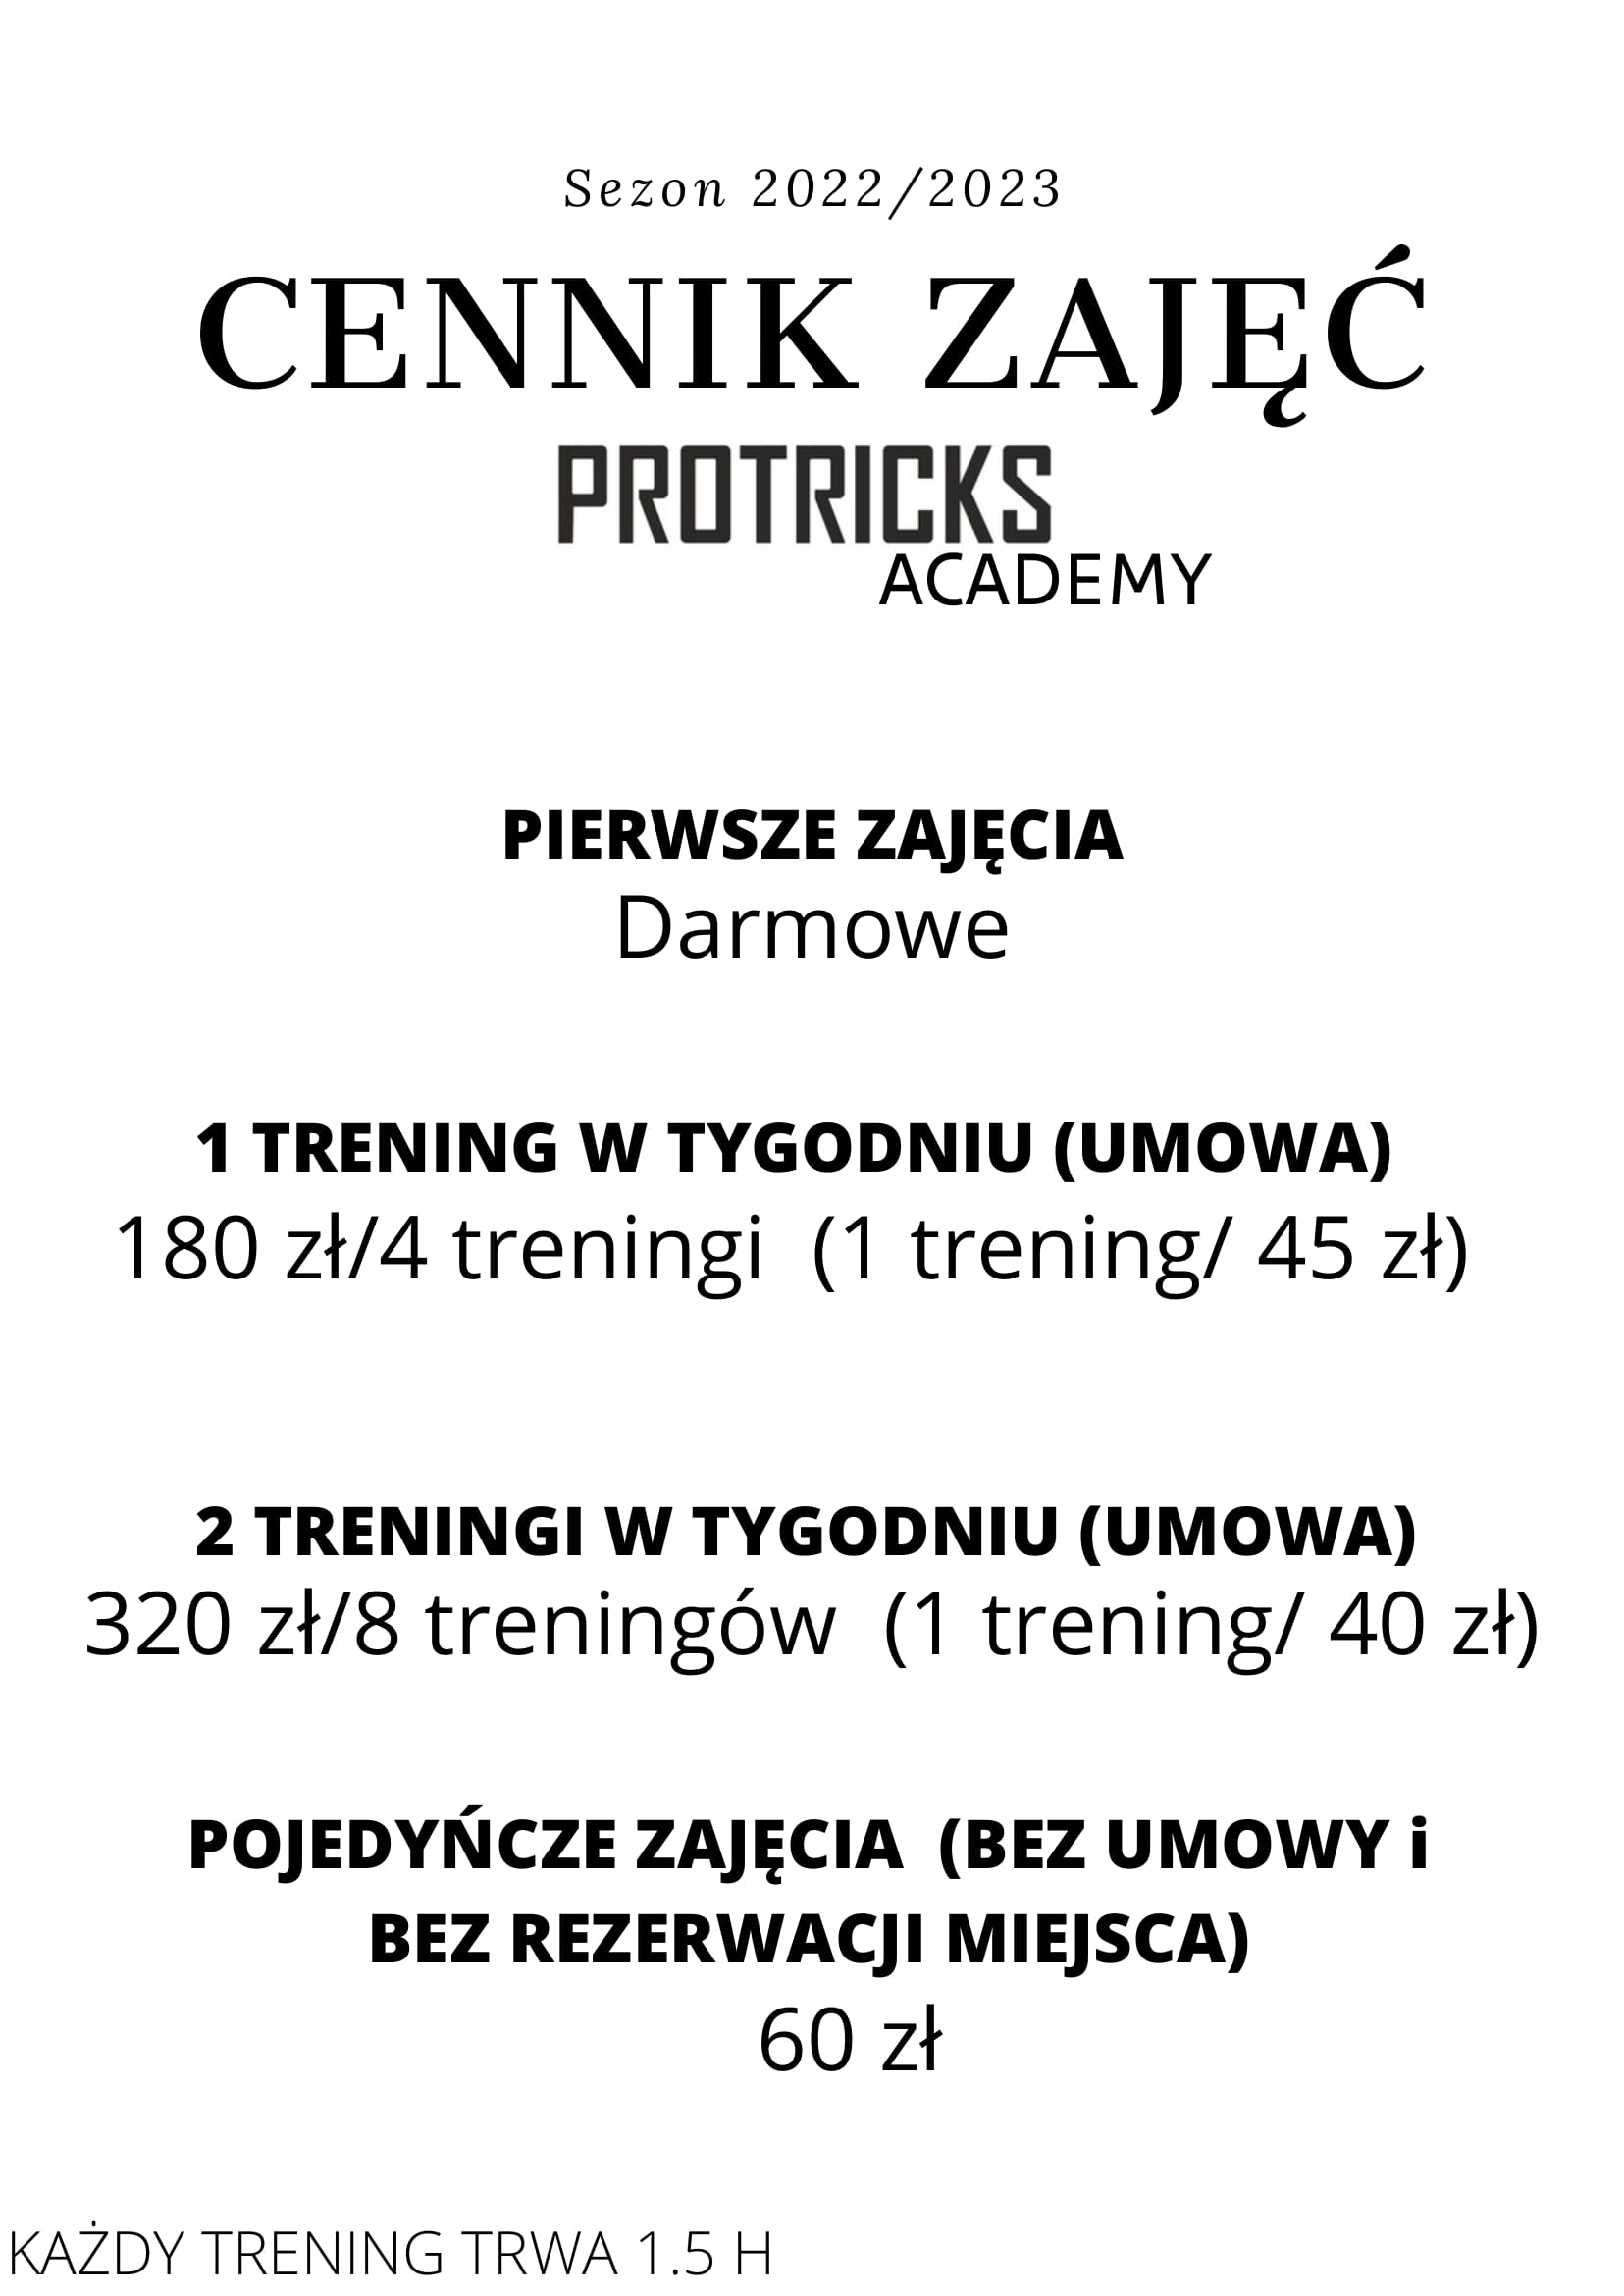 Sezon 2022/2023
CENNIK ZAJĘĆ
PROTRICKS
ACADEMY
PIERWSZE ZAJĘCIA
Darmowe
1 TRENING W TYGODNIU (UMOWA)
180 zł/4 treningi (1 trening/ 45 zł)
2 TRENINGI W TYGODNIU (UMOWA)
320 zł/8 treningów (1 trening/ 40 zł)
POJEDYŃCZE ZAJĘCIA (BEZ UMOWY i
BEZ REZERWACJI MIEJSCA)
60 zł
KAŻDY TRENING TRWA 1.5 H